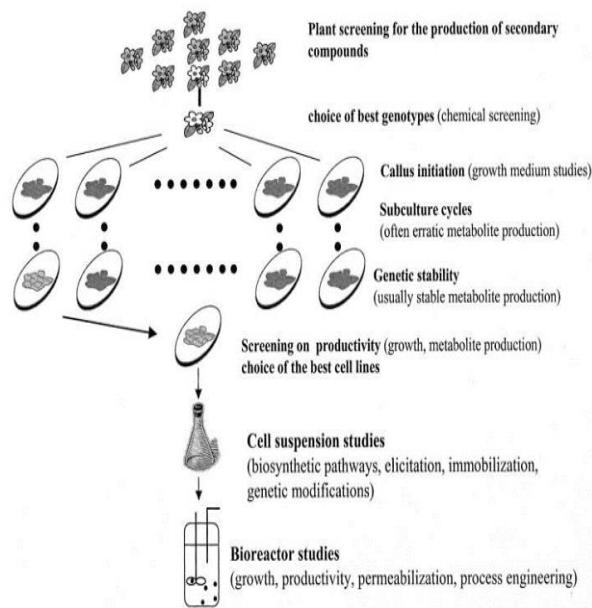 Plant screening for the production of secondary
compounds
choice of best genotypes (chemical screening)
Callus initiation (growth medium studies)
Subculture cycles
(often erratic metabolite production)
Genetic stability
(usually stable metabolite production)
Screening on productivity (growth, metabolite production)
choice of the best cell lines
Cell suspension studies
(biosynthetic pathways, elicitation, immobilization,
genetic modifications)
Bioreactor studies
(growth, productivity, permeabilization, process engineering)